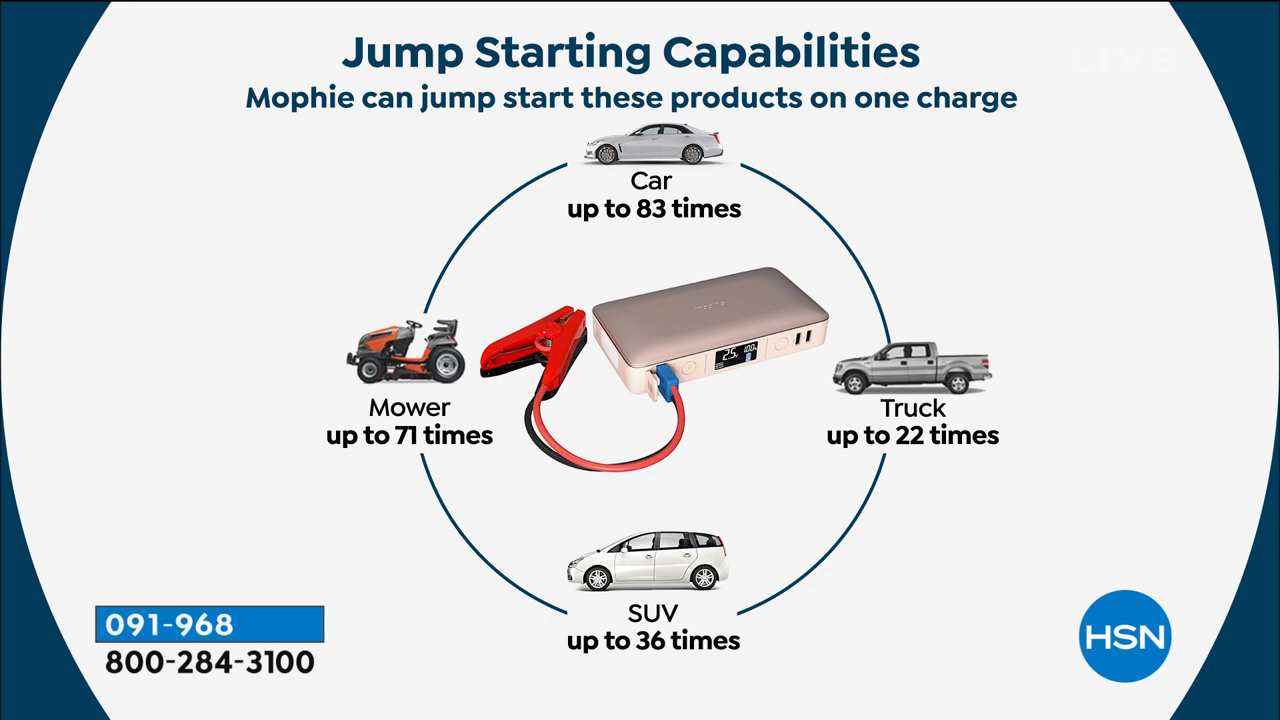 Jump Starting Capabilities
LIVE
Mophie can jump start these products on one charge
Car
up to 83 times
Mower
up to 71 times
Truck
up to 22 times
SUV
up to 36 times
091-968
800-284-3100
HSN